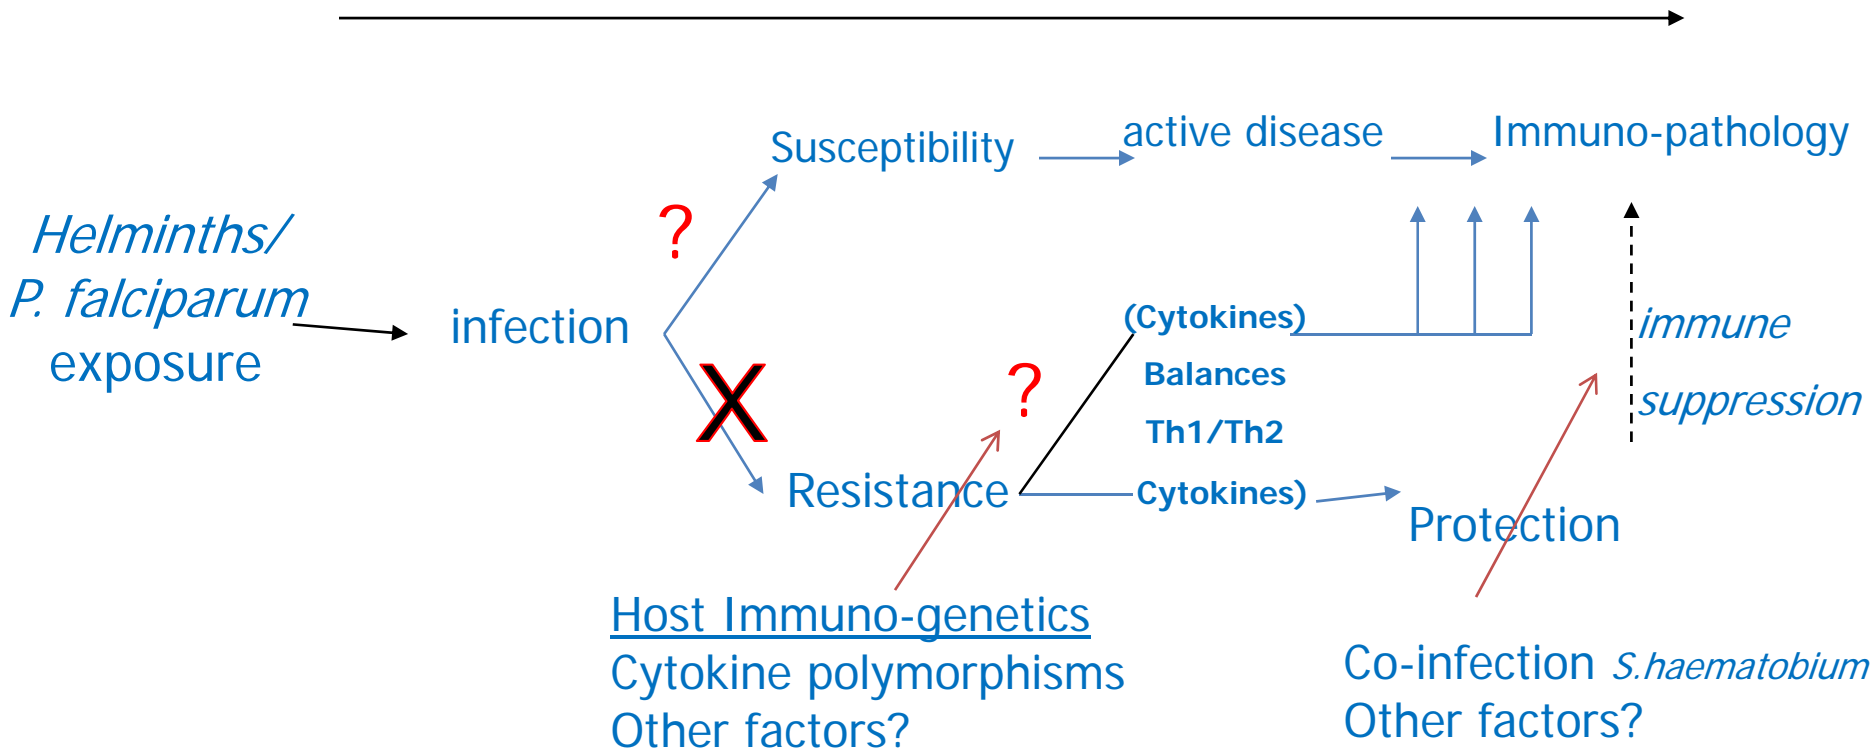 Susceptibility
active disease
Immuno-pathology
Helminths/
P. falciparum
exposure
?
infection
X
?
(Cytokines)
Balances
Th1/Th2
Cytokines)
immune
suppression
Resistance
Protection
Host Immuno-genetics
Cytokine polymorphisms
Other factors?
Co-infection S.haematobium
Other factors?